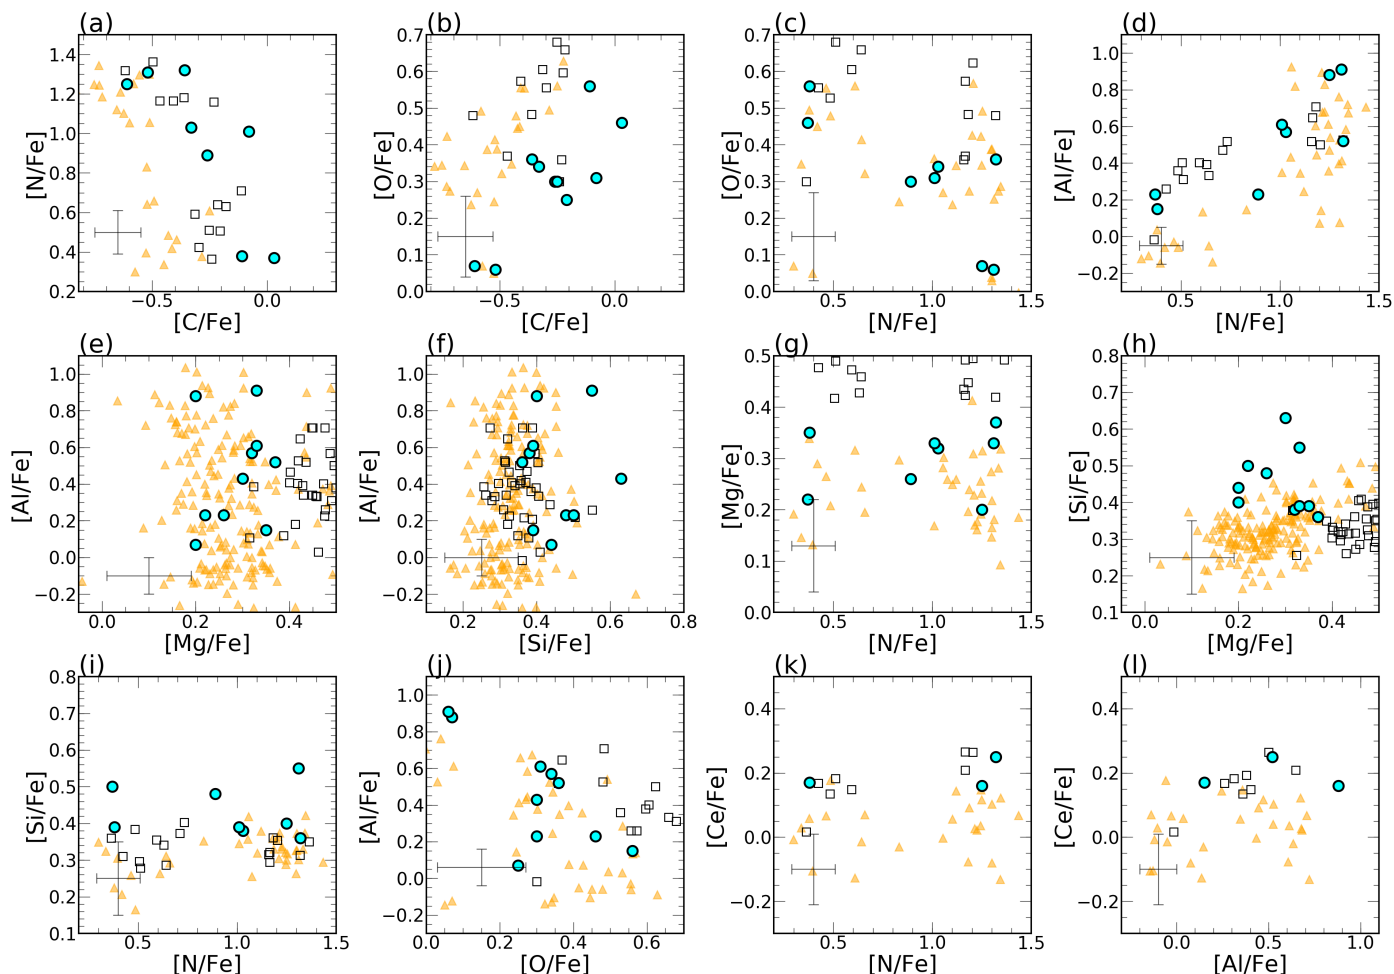 (a) (b) (c) (d)
1.4 0.7 0.7 1.0
1.2 0.6 0.6 0.8
1.0 0.5 0.5 0.6
0.8 0.4 0.4 0.4
0.6 0.3 0.3 0.2
0.4 0.2 0.2 0.0
0.2 0.1 0.1 −0.2
0.0 0.0
[N/Fe] [O/Fe] [O/Fe] [Al/Fe]
−0.5 0.0 −0.5 0.0 0.5 1.0 1.5 0.5 1.0 1.5
[C/Fe] [C/Fe] [N/Fe] [N/Fe]
(e) (f) (g) (h)
1.0 1.0 0.5 0.8
0.8 0.8 0.4 0.7
0.6 0.6 0.3 0.6
0.4 0.4 0.2 0.5
0.2 0.2 0.1 0.4
0.0 0.0 0.0 0.3
−0.2 −0.2 0.2
0.1
[Al/Fe] [Al/Fe] [Mg/Fe] [Si/Fe]
0.0 0.2 0.4 0.2 0.4 0.6 0.8 0.5 1.0 1.5 0.0 0.2 0.4
[Mg/Fe] [Si/Fe] [N/Fe] [Mg/Fe]
(i) (j) (k) (l)
0.8 1.0 0.4 0.4
0.7 0.8 0.2 0.2
0.6 0.6 0.0 0.0
0.5 0.4 −0.2 −0.2
0.4 0.2
0.3 0.0
0.2 −0.2
0.1
[Si/Fe] [Al/Fe] [Ce/Fe] [Ce/Fe]
0.5 1.0 1.5 0.0 0.2 0.4 0.6 0.5 1.0 1.5 0.0 0.5 1.0
[N/Fe] [O/Fe] [N/Fe] [Al/Fe]